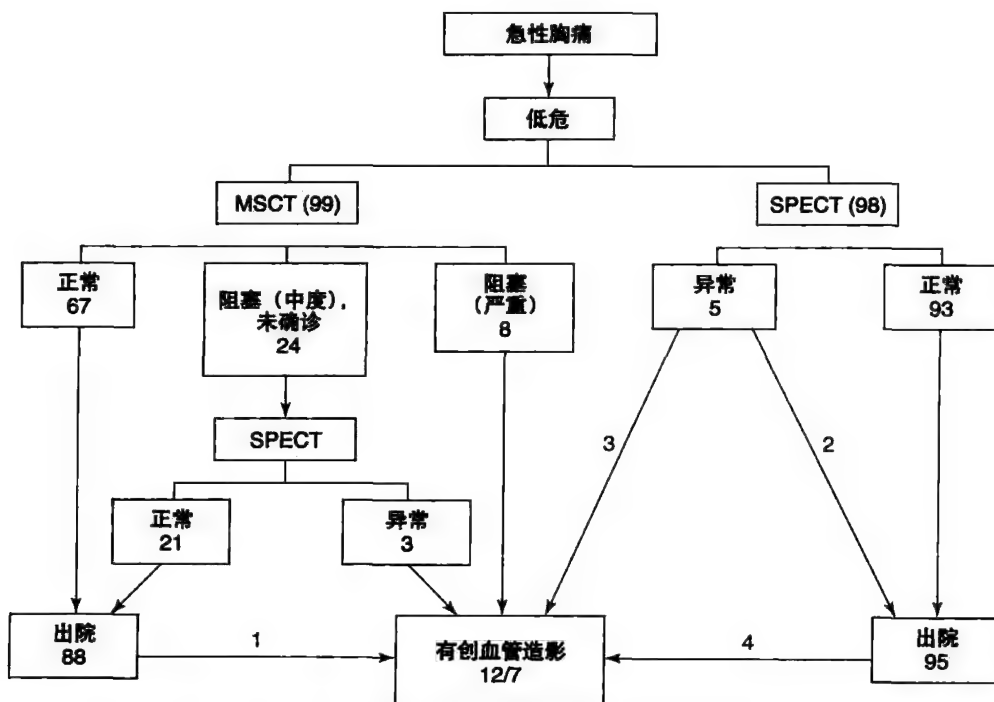 急性胸痛
低危
MSCT (99)
SPECT (98)
正常
67
阻塞（中度），
未确诊
24
阻塞
（严重）
8
异常
5
正常
93
SPECT
3
2
正常
21
异常
3
出院
88
1
有创血管造影
12/7
4
出院
95